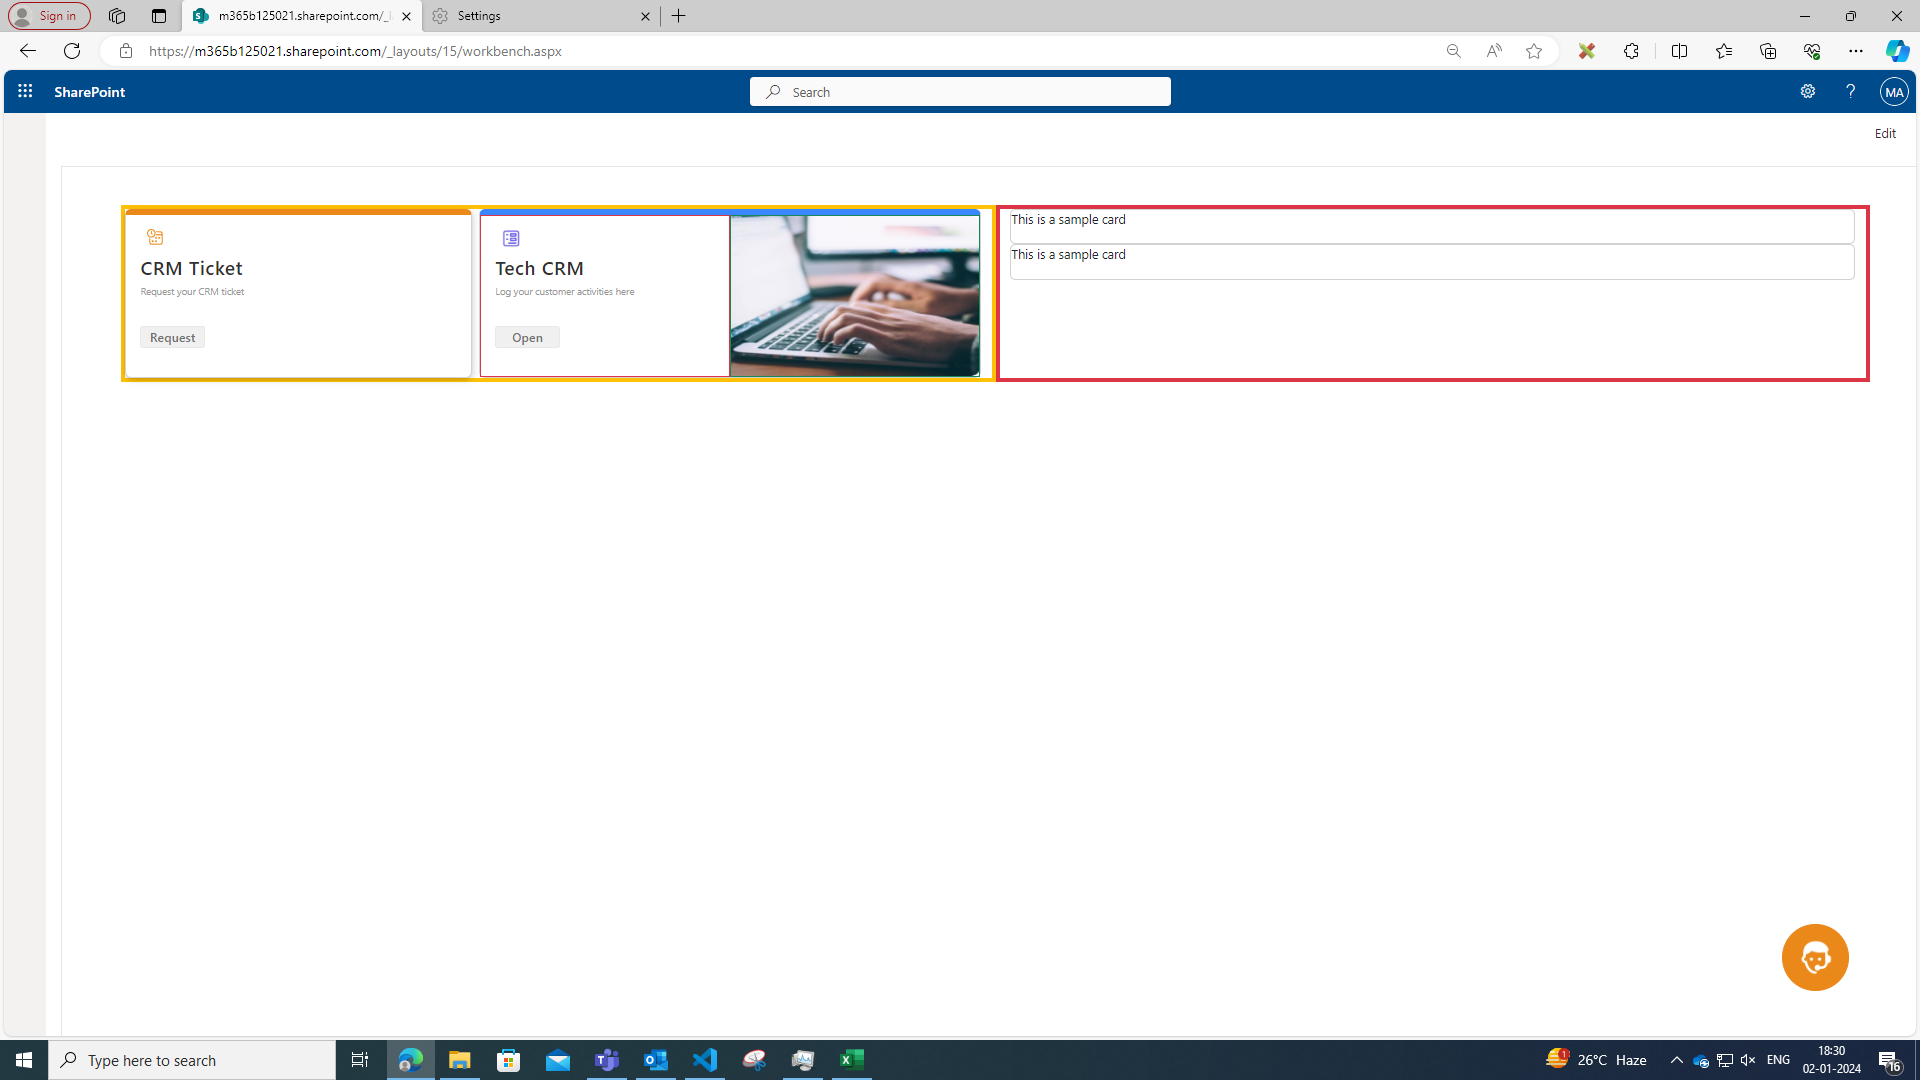 Sign in
m365b125021.sharepoint.com/_l
Settings
https://m365b125021.sharepoint.com/_layouts/15/workbench.aspx
SharePoint
Search
MA
Edit
CRM Ticket
Request your CRM ticket
Request
Tech CRM
Log your customer activities here
Open
This is a sample card
This is a sample card
Type here to search
1
26°C Haze
ENG
18:30
02-01-2024
16